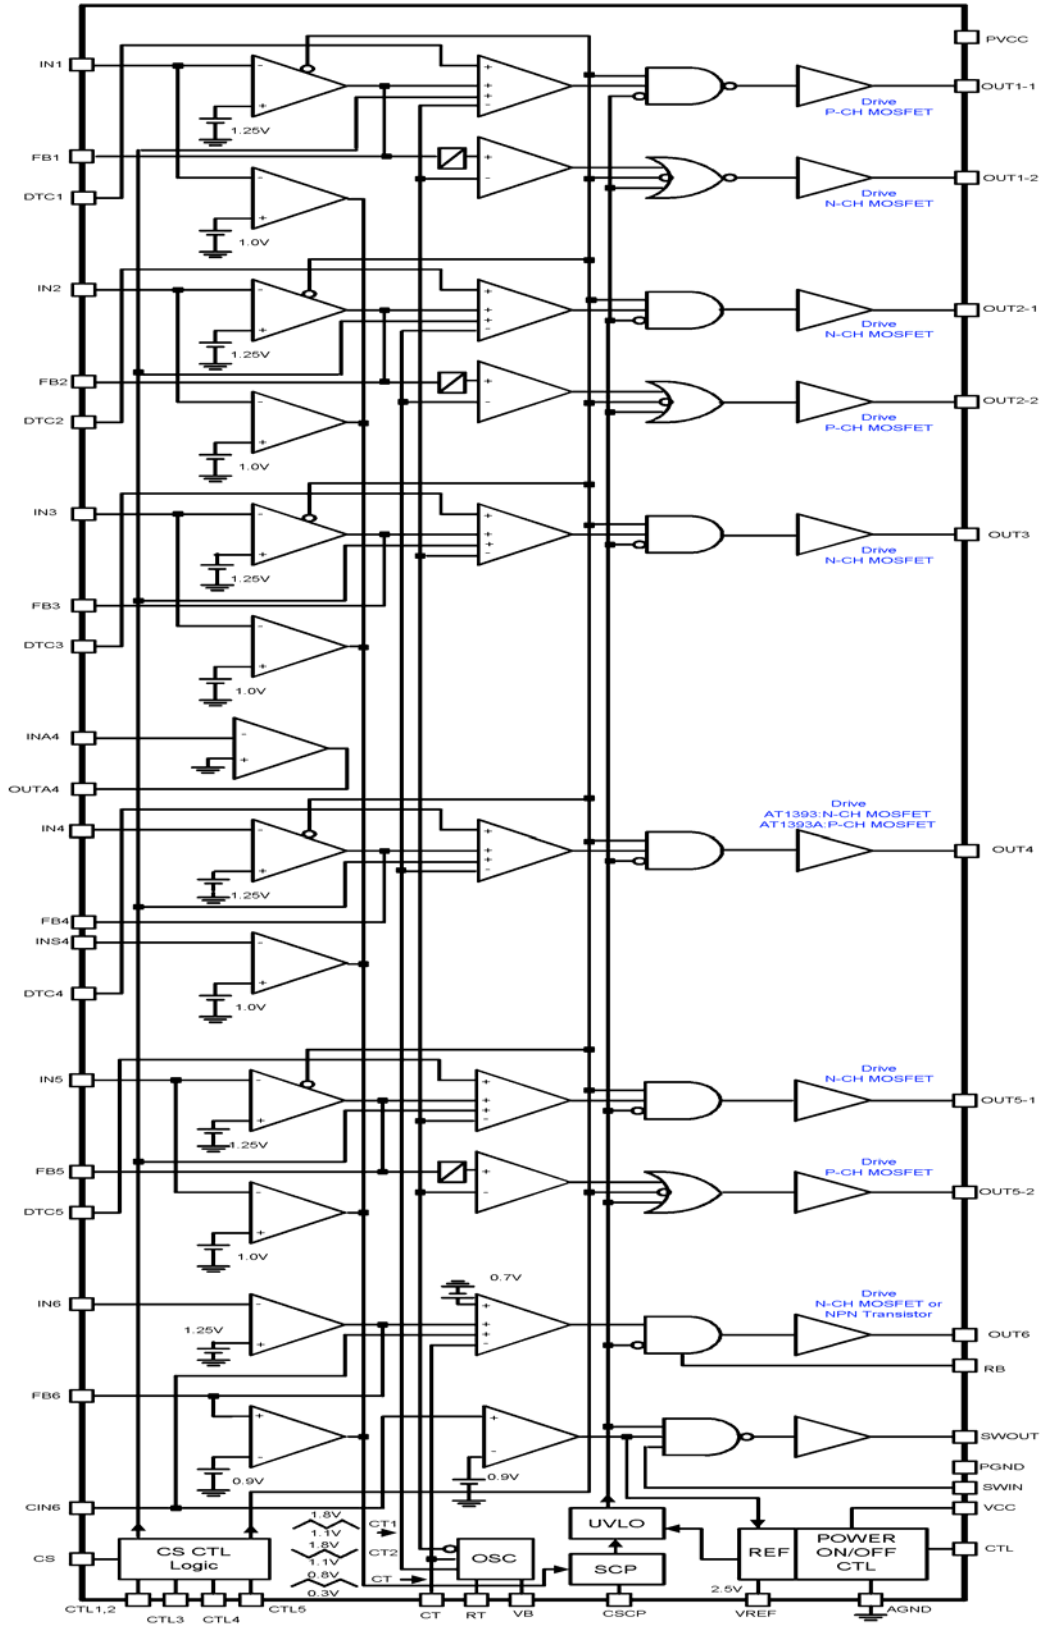 PVCC
IN1
OUT1-1
Drive
P-CH MOSFET
1.25V
FB1
OUT1-2
DTC1
Drive
N-CH MOSFET
1.0V
IN2
OUT2-1
Drive
N-CH MOSFET
1.25V
FB2
OUT2-2
DTC2
Drive
P-CH MOSFET
1.0V
IN3
OUT3
Drive
N-CH MOSFET
1.25V
FB3
DTC3
1.0V
INA4
OUTA4
Drive
AT1393:N-CH MOSFET
AT1393A:P-CH MOSFET
IN4
OUT4
1.25V
FB4
INS4
DTC4
1.0V
Drive
N-CH MOSFET
IN5
OUT5-1
1.25V
Drive
P-CH MOSFET
FB5
OUT5-2
DTC5
1.0V
0.7V
Drive
N-CH MOSFET or
NPN Transistor
IN6
1.25V
OUT6
RB
FB6
SWOUT
PGND
0.9V
0.9V
SWIN
CIN6
VCC
1.8V
CT1
1.1V
UVLO
1.8V
CT2
1.1V
CS
CS CTL
Logic
OSC
REF
POWER
ON/OFF
CTL
CTL
SCP
0.8V
CT
0.3V
2.5V
CTL1,2
CTL3
CTL4
CTL5
CT
RT
VB
CSCP
VREF
AGND